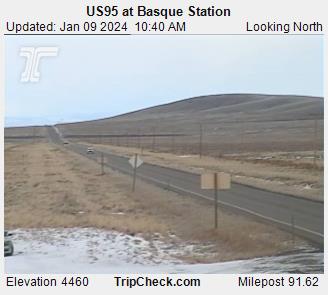 US95 at Basque Station
Updated: Jan 09 2024 10:40 AM Looking North
Elevation 4460 TripCheck.com Milepost 91.62